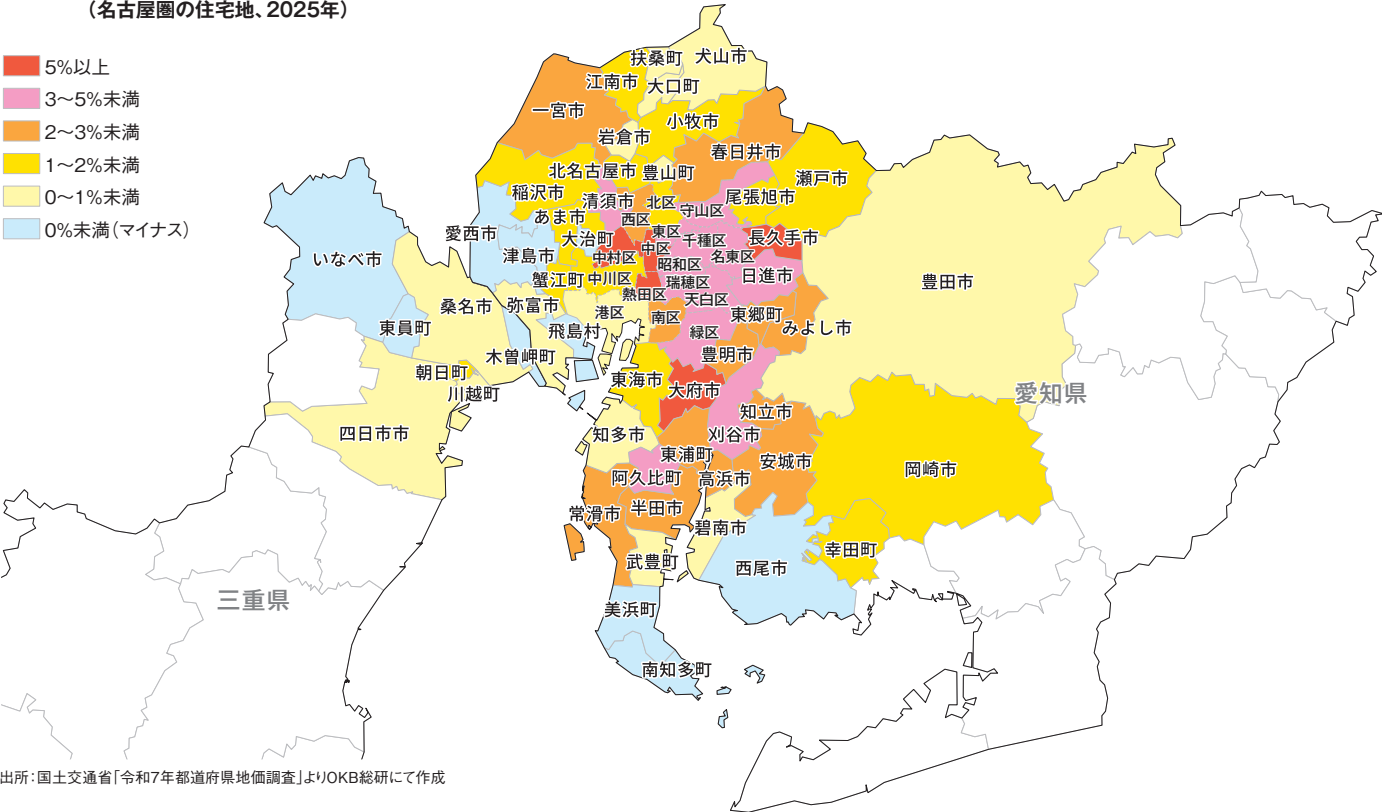 (名古屋圏の住宅地、2025年)
5%以上
3〜5%未満
2〜3%未満
1〜2%未満
0〜1%未満
0%未満(マイナス)
扶桑町
犬山市
江南市
大口町
一宮市
小牧市
岩倉市
春日井市
北名古屋市
豊山町
瀬戸市
稲沢市
清須市
北区
尾張旭市
守山区
あま市
西区
愛西市
大治町
東区
千種区
長久手市
中区
いなべ市
津島市
中村区
昭和区
名東区
日進市
蟹江町
中川区
瑞穂区
豊田市
熱田区
天白区
桑名市
弥富市
港区
南区
東郷町
みよし市
東員町
飛島村
緑区
木曽岬町
豊明市
朝日町
東海市
大府市
川越町
愛知県
知立市
四日市市
知多市
刈谷市
東浦町
安城市
岡崎市
阿久比町
高浜市
常滑市
半田市
碧南市
武豊町
幸田町
西尾市
三重県
美浜町
南知多町
出所:国土交通省「令和7年都道府県地価調査」よりOKB総研にて作成